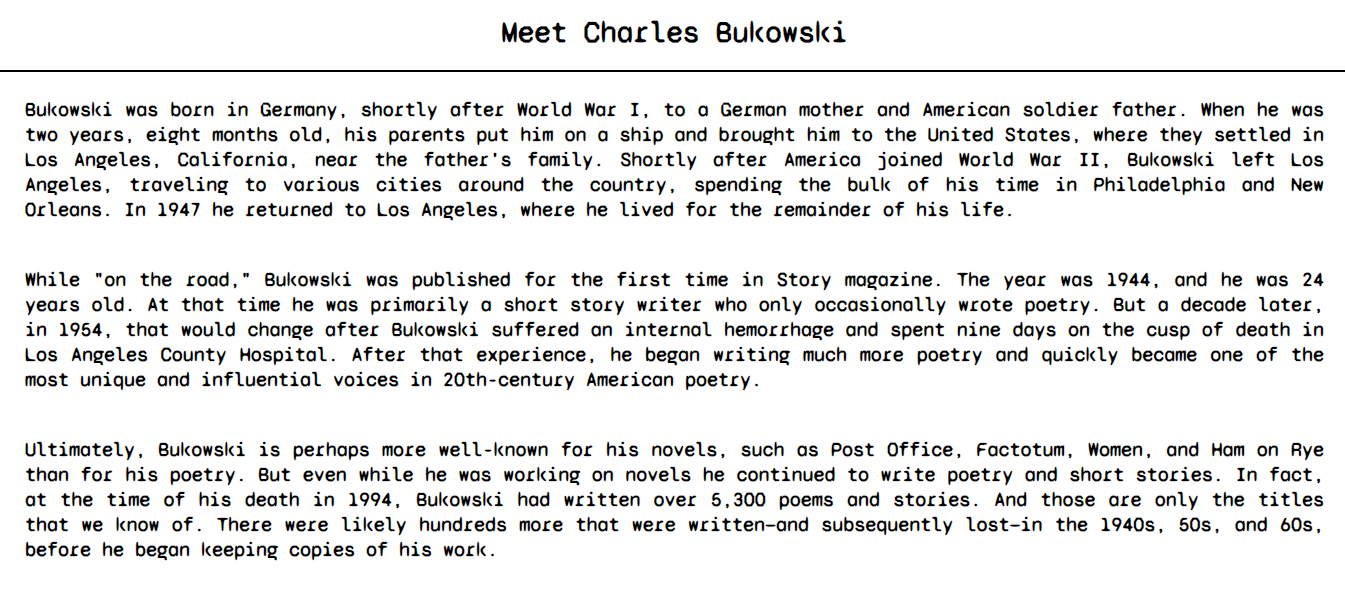 Meet Charles Bukowski
Bukowski was born in Germany, shortly after World War I, to a German mother and American soldier father. When he was
two years, eight months old, his parents put him on a ship and brought him to the United States, where they settled in
Los Angeles, California, near the father's family. Shortly after America joined World War II, Bukowski left Los
Angeles, traveling to various cities around the country, spending the bulk of his time in Philadelphia and New
Orleans. In 1947 he returned to Los Angeles, where he lived for the remainder of his life.
While "on the road," Bukowski was published for the first time in Story magazine. The year was 1944, and he was 24
years old. At that time he was primarily a short story writer who only occasionally wrote poetry. But a decade later,
in 1954, that would change after Bukowski suffered an internal hemorrhage and spent nine days on the cusp of death in
Los Angeles County Hospital. After that experience, he began writing much more poetry and quickly became one of the
most unique and influential voices in 20th-century American poetry.
Ultimately, Bukowski is perhaps more well-known for his novels, such as Post Office, Factotum, Women, and Ham on Rye
than for his poetry. But even while he was working on novels he continued to write poetry and short stories. In fact,
at the time of his death in 1994, Bukowski had written over 5,300 poems and stories. And those are only the titles
that we know of. There were likely hundreds more that were written—and subsequently lost—in the 1940s, 50s, and 60s,
before he began keeping copies of his work.